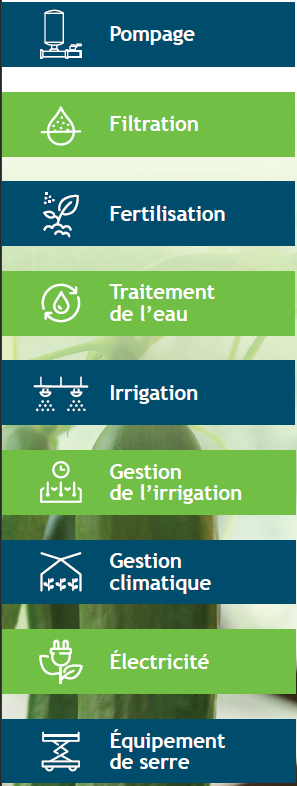 Pompage
Filtration
Fertilisation
Traitement
de l’eau
Irrigation
Gestion
de l’irrigation
Gestion
climatique
Électricité
Équipement
de serre